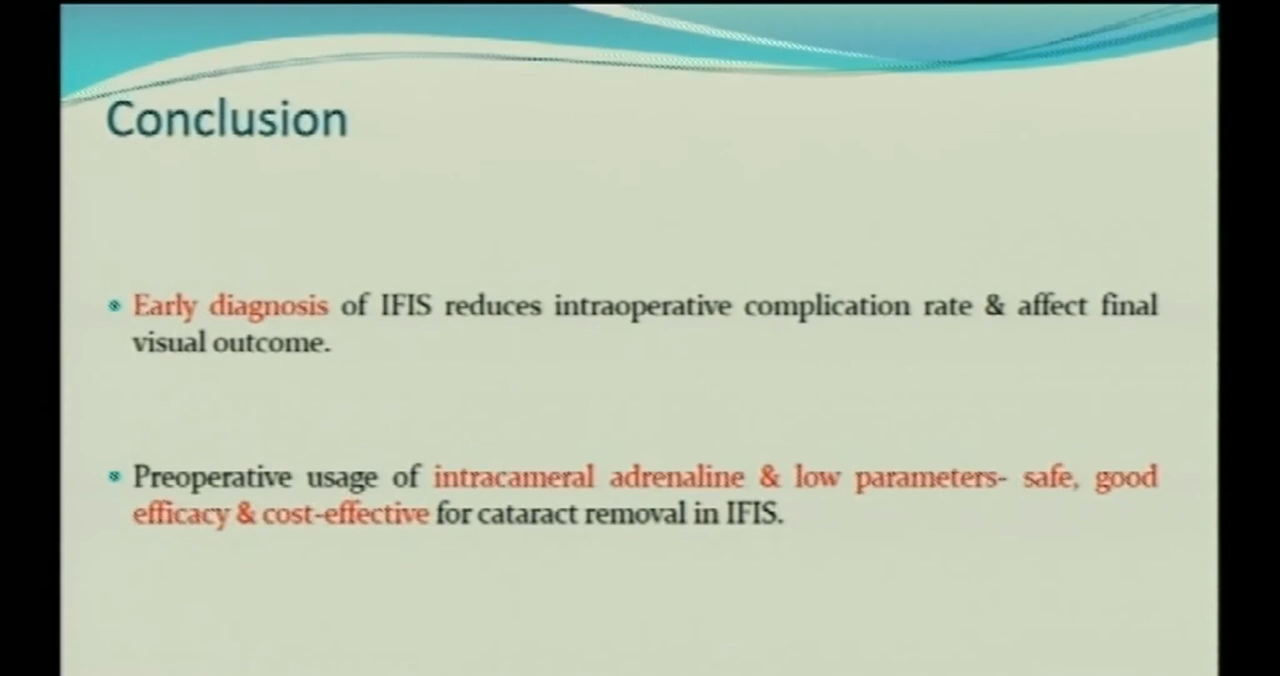 Conclusion
Early diagnosis of IFIS reduces intraoperative complication rate & affect final
visual outcome.
Preoperative usage of intracameral adrenaline & low parameters- safe, good
efficacy & cost-effective for cataract removal in IFIS.